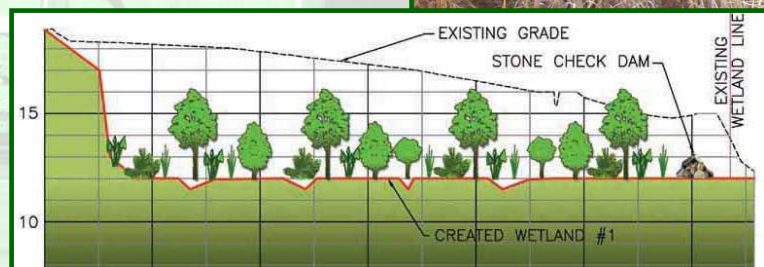 EXISTING GRADE
STONE CHECK DAM
EXISTING
WETLAND LINE
15
10
CREATED WETLAND #1